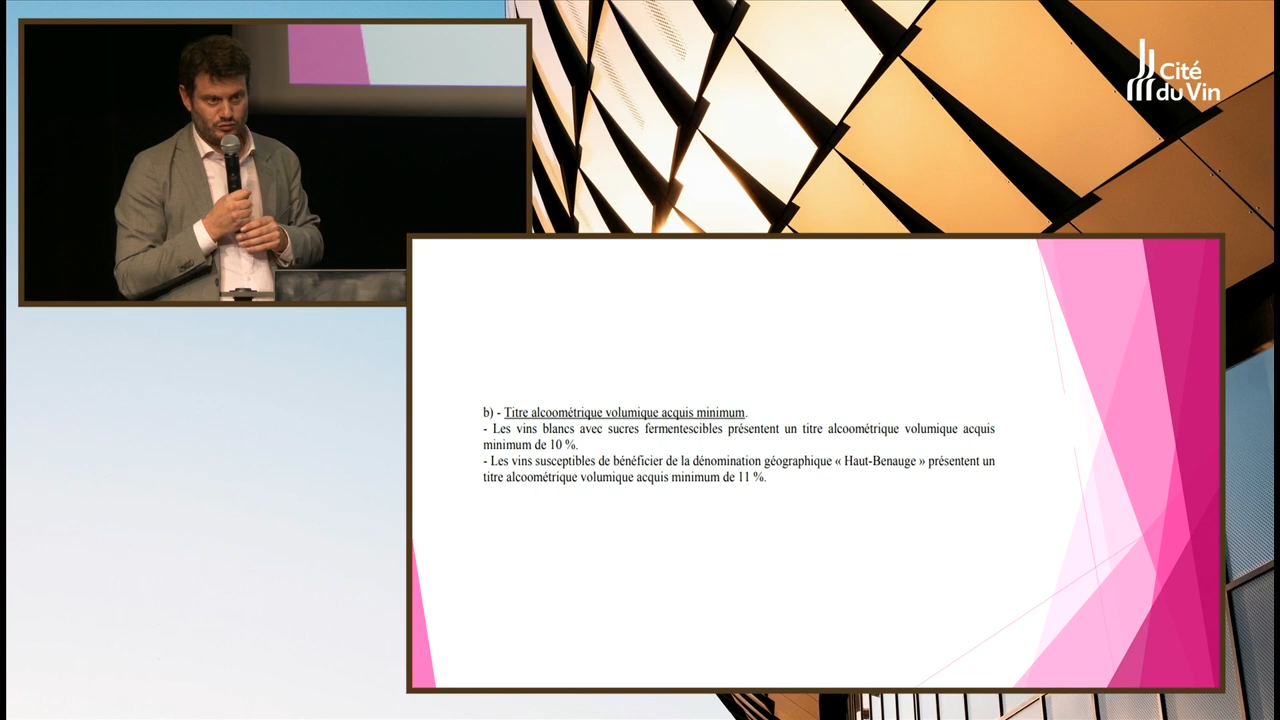 Cité
du Vin
b) - Titre alcoométrique volumique acquis minimum.
- Les vins blancs avec sucres fermentescibles présentent un titre alcoométrique volumique acquis
minimum de 10 %.
- Les vins susceptibles de bénéficier de la dénomination géographique « Haut-Benauge » présentent un
titre alcoométrique volumique acquis minimum de 11 %.